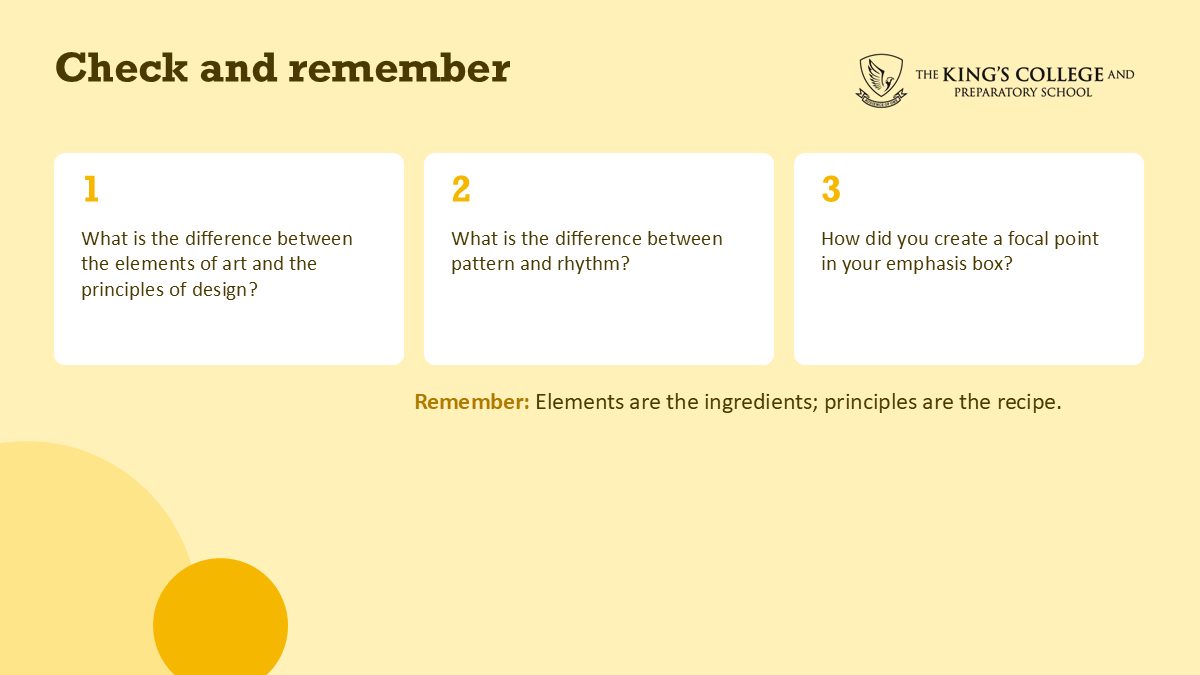 Check and remember
THE KING'S COLLEGE AND
PREPARATORY SCHOOL
1
What is the difference between
the elements of art and the
principles of design?
2
What is the difference between
pattern and rhythm?
3
How did you create a focal point
in your emphasis box?
Remember: Elements are the ingredients; principles are the recipe.